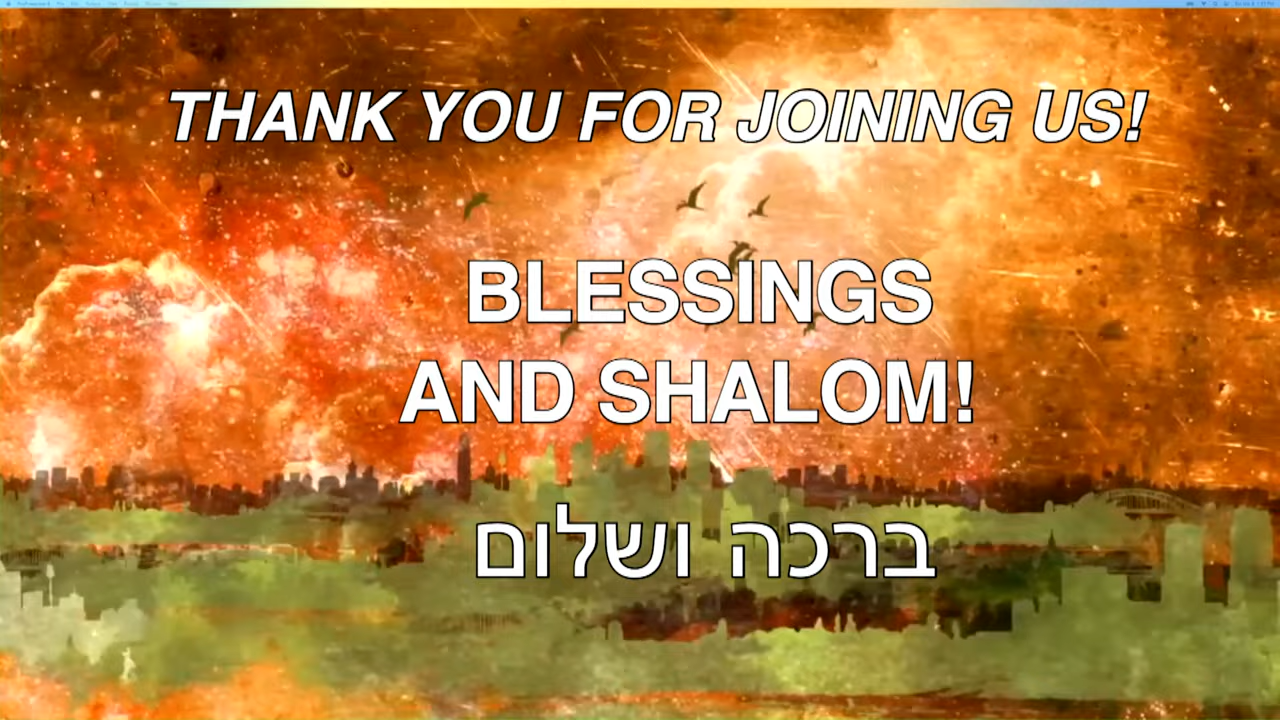 THANK YOU FOR JOINING US!
BLESSINGS
AND SHALOM!
ברכה ושלום